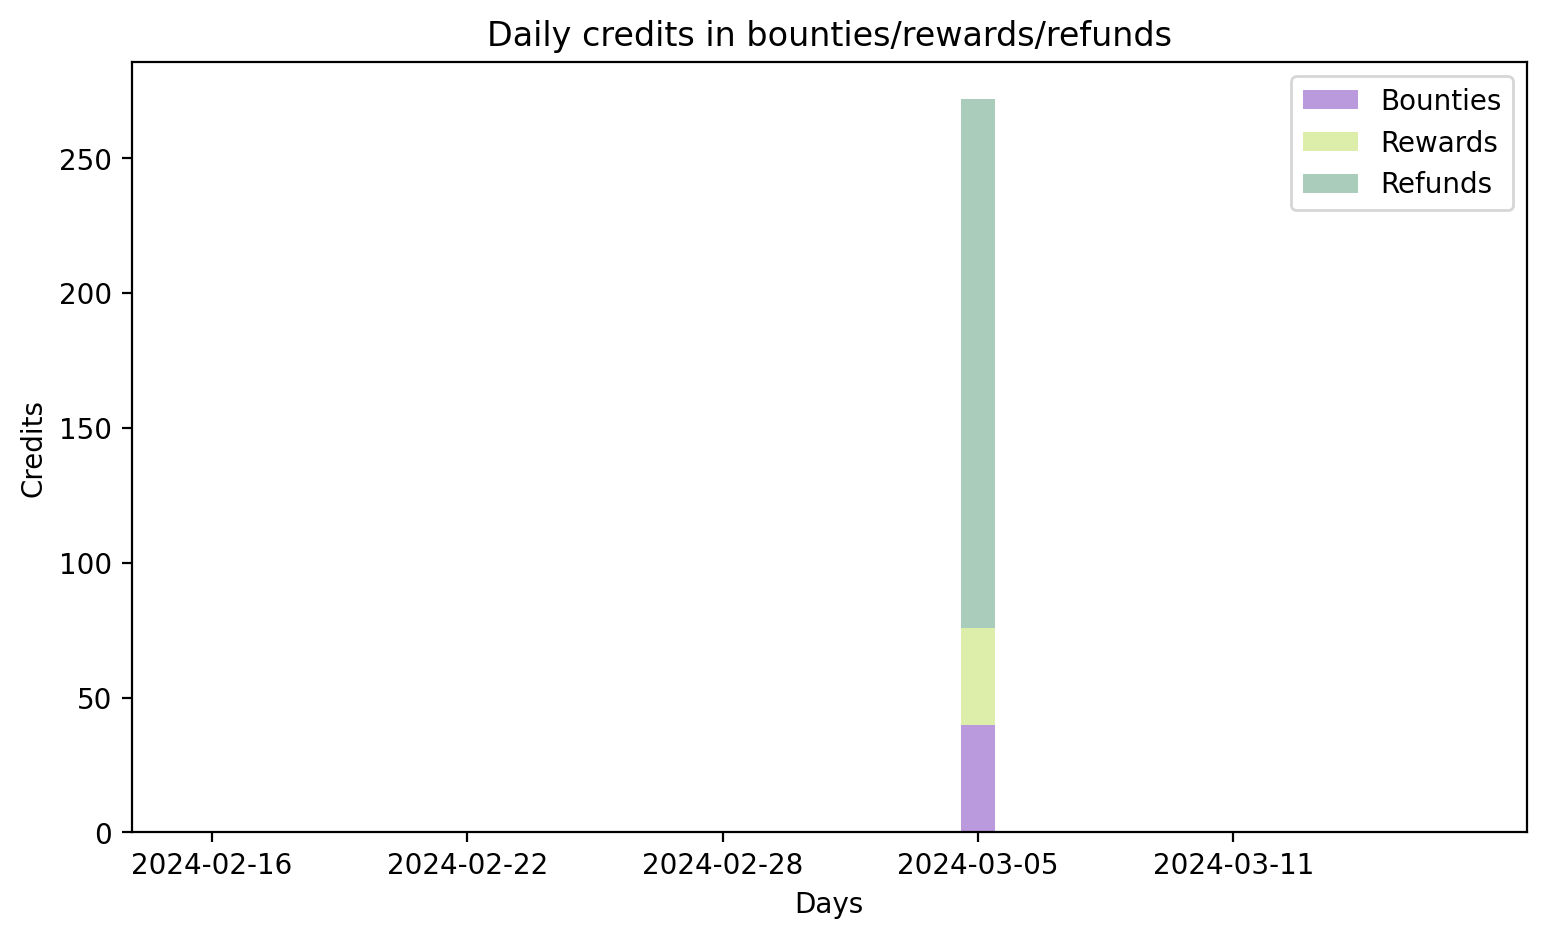 Daily credits in bounties/rewards/refunds
Bounties
Rewards
Refunds
Credits
250
200
150
100
50
0
2024-02-16 2024-02-22 2024-02-28 2024-03-05 2024-03-11
Days